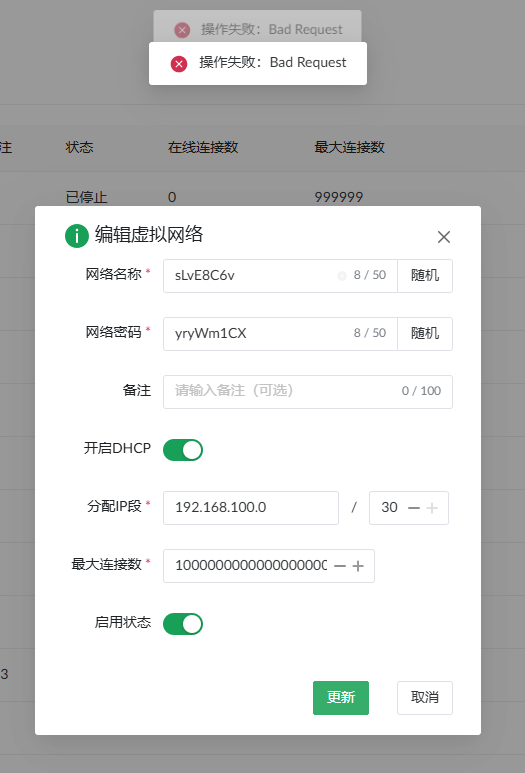 操作失败：Bad Request
操作失败：Bad Request
注 状态 在线连接数 最大连接数
已停止 0 999999
编辑虚拟网络
网络名称 * sLvE8C6v 8 / 50 随机
网络密码 * yryWm1CX 8 / 50 随机
备注 请输入备注（可选） 0 / 100
开启DHCP
分配IP段 * 192.168.100.0 / 30
最大连接数 * 1000000000000000000
启用状态
3
更新 取消